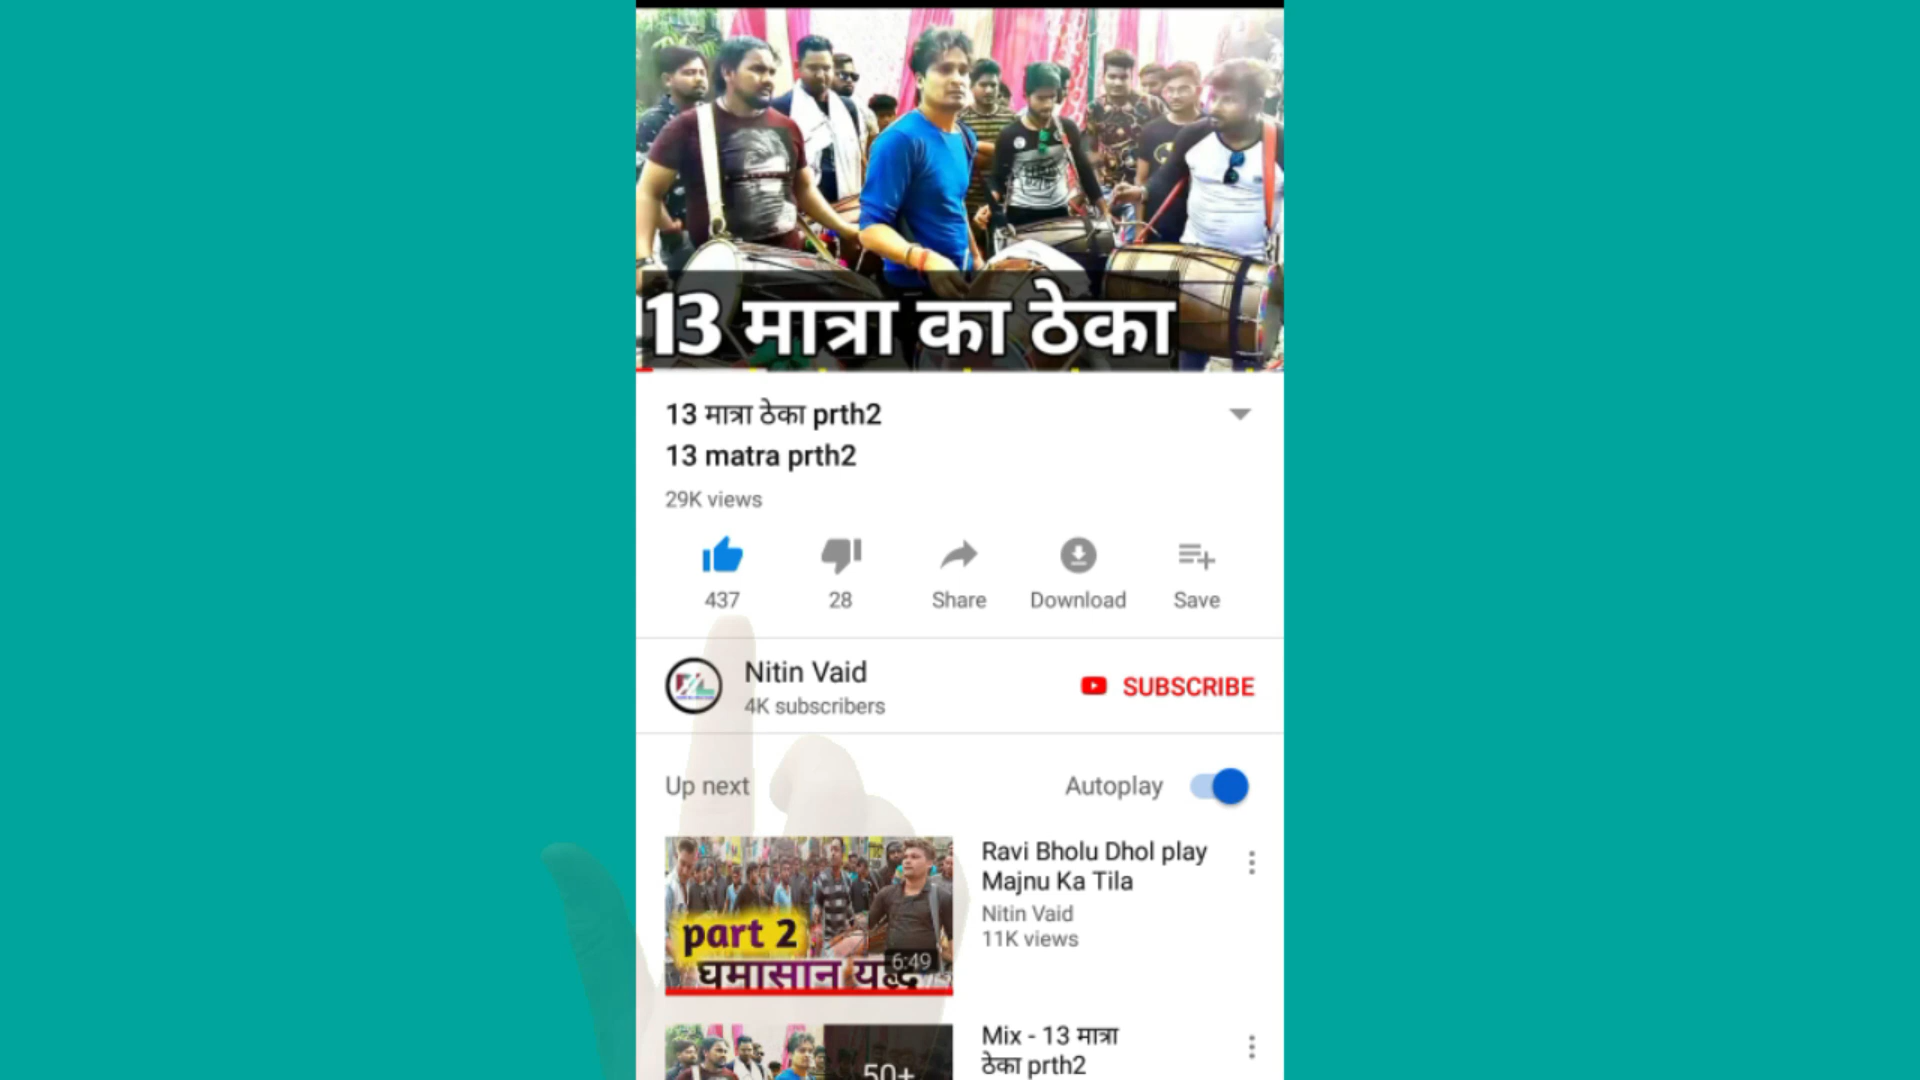 13 मात्रा का ठेका
13 मात्रा ठेका prth2
13 matra prth2
29K views
437
28
Share
Download
Save
Nitin Vaid
4K subscribers
SUBSCRIBE
Up next
Autoplay
part 2
घमासान युद्ध
6:49
Ravi Bholu Dhol play
Majnu Ka Tila
Nitin Vaid
11K views
50+
Mix - 13 मात्रा
ठेका prth2